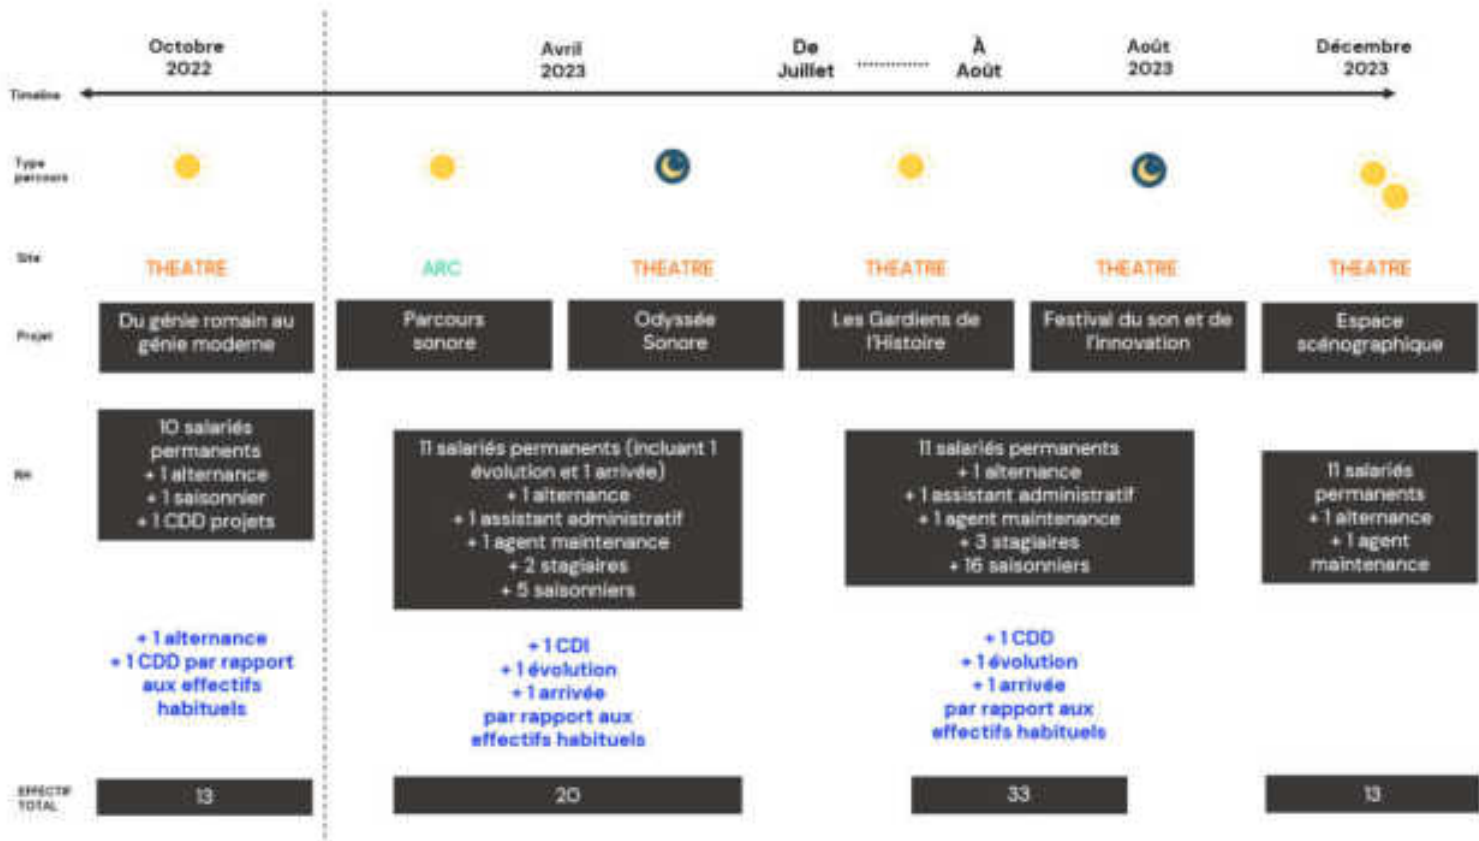 Octobre
2022
Avril
2023
De
Juillet
À
Août
Août
2023
Décembre
2023
Timeline
Type
parcours
Site
THEATRE
ARC
THEATRE
THEATRE
THEATRE
THEATRE
Projet
Du génie romain au
génie moderne
Parcours
sonore
Odyssée
Sonore
Les Gardiens de
l'Histoire
Festival du son et de
l'innovation
Espace
scénographique
RH
10 salariés
permanents
+ 1 alternance
+ 1 saisonnier
+ 1 CDD projets
11 salariés permanents (incluant 1
évolution et 1 arrivée)
+ 1 alternance
+ 1 assistant administratif
+ 1 agent maintenance
+ 2 stagiaires
+ 5 saisonniers
11 salariés permanents
+ 1 alternance
+ 1 assistant administratif
+ 1 agent maintenance
+ 3 stagiaires
+ 16 saisonniers
11 salariés
permanents
+ 1 alternance
+ 1 agent
maintenance
+ 1 alternance
+ 1 CDD par rapport
aux effectifs
habituels
+ 1 CDI
+ 1 évolution
+ 1 arrivée
par rapport aux
effectifs habituels
+ 1 CDD
+ 1 évolution
+ 1 arrivée
par rapport aux
effectifs habituels
EFFECTIF
TOTAL
13
20
33
13